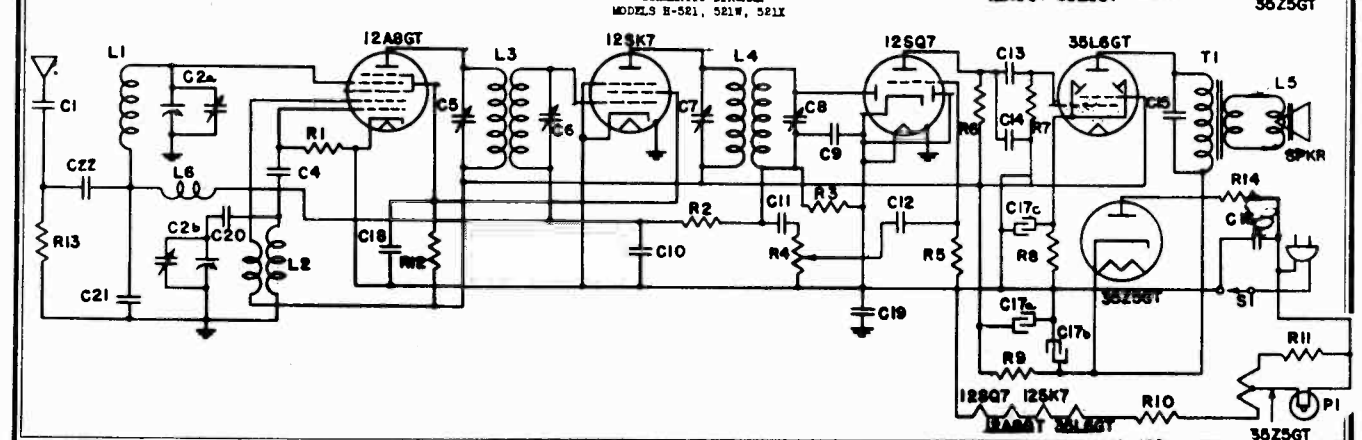 MODELS H-521, 521W, 521X
35Z5GT
12A8GT
12SK7
12SQ7
35L6GT
L1
L3
L4
C13
T1
L5
C2a
C1
C5
C6
C7
C8
R6
C14
R7
C15
R1
C9
SPKR
C22
L6
C4
R3
R14
C11
C12
C17c
R2
C16
C2b
C20
R13
C18
R12
C10
R4
R5
R8
L2
35Z5GT
C21
S1
C19
C17a
C17b
R11
R9
12SQ7 12SK7
12A8GT 35L6GT
R10
P1
35Z5GT